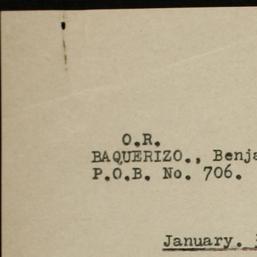 O.R.
BAQUERIZO., Benja
P.O.B. No. 706.
January.